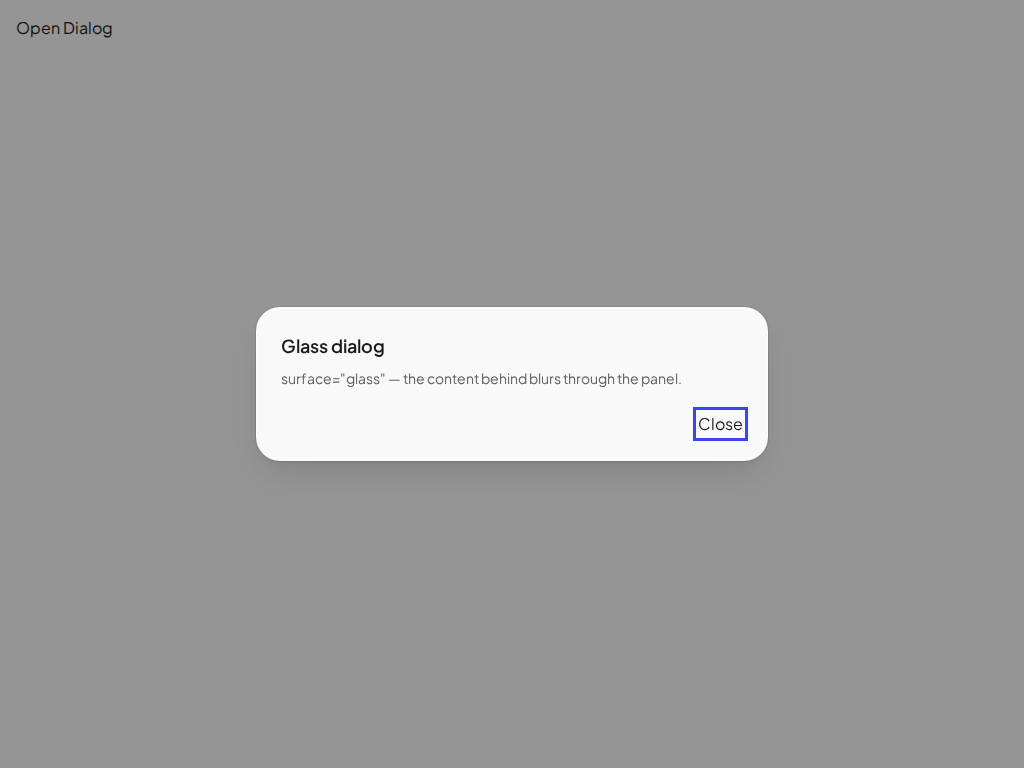 Open Dialog
Glass dialog
surface="glass" — the content behind blurs through the panel.
Close